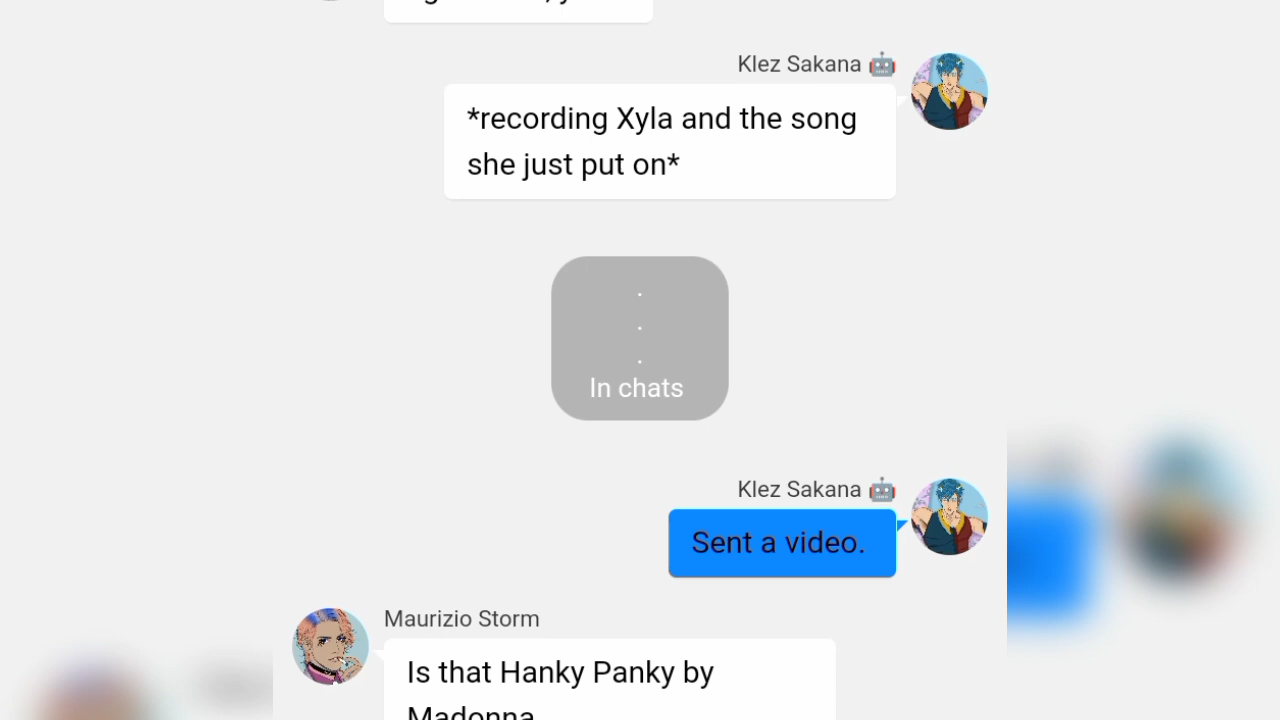 Klez Sakana 🤖
*recording Xyla and the song
she just put on*
.
.
.
In chats
Klez Sakana 🤖
Sent a video.
Maurizio Storm
Is that Hanky Panky by
Madonna